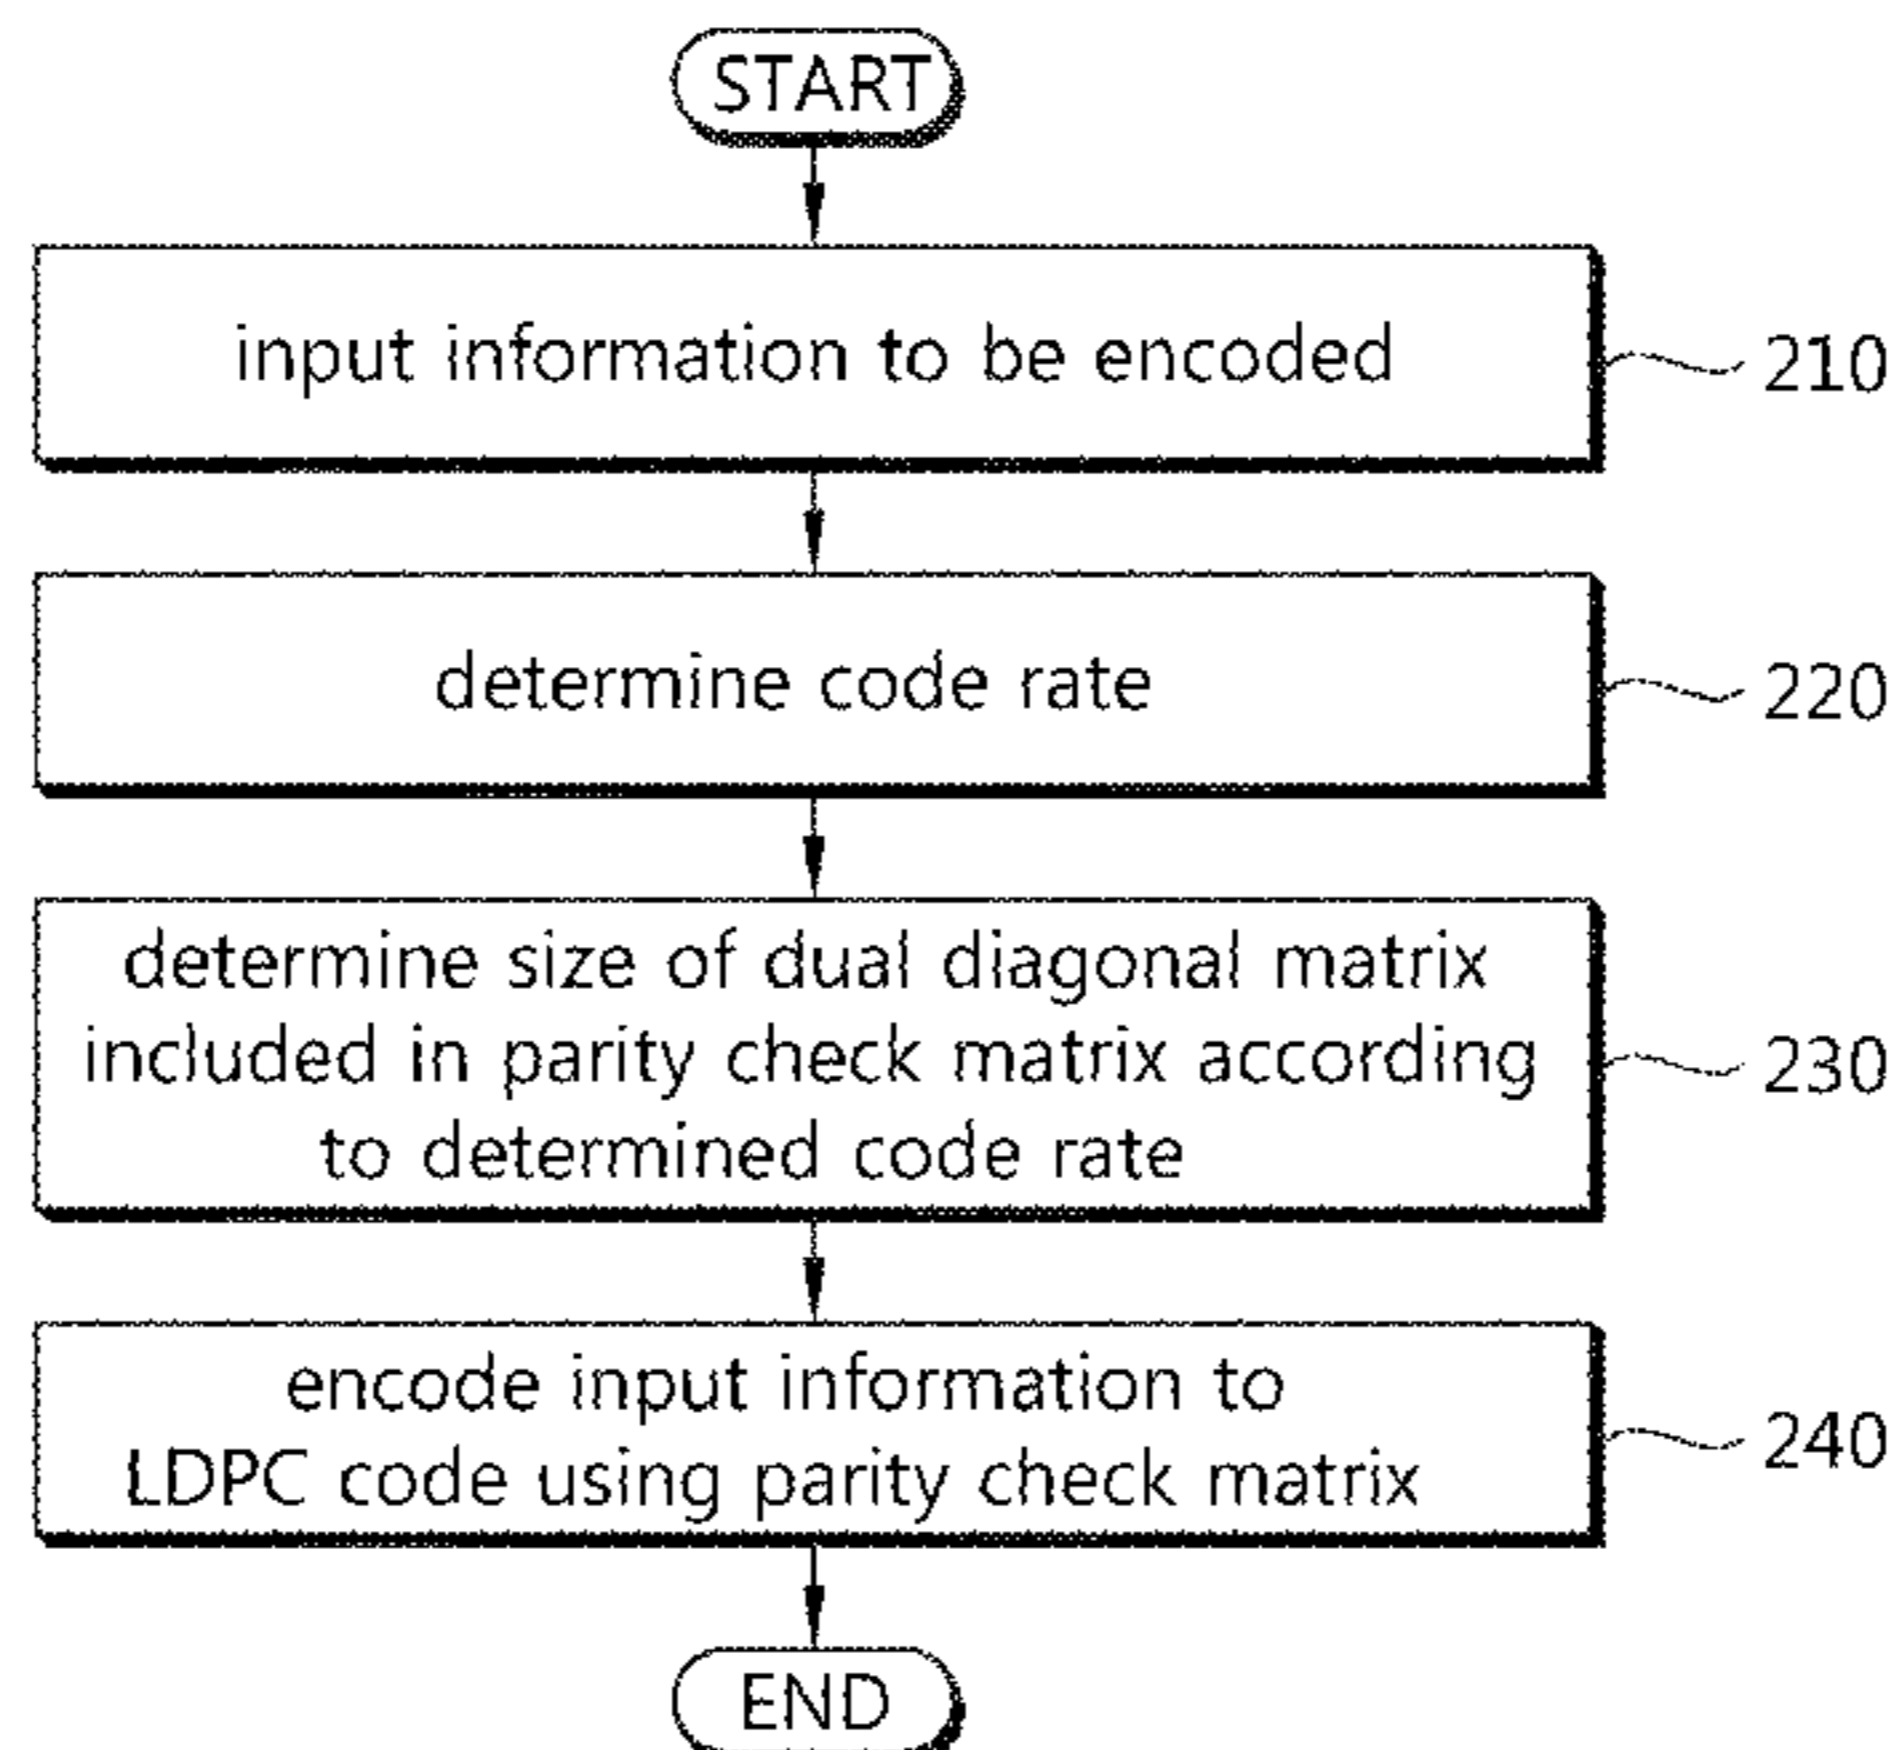 START
input information to be encoded
210
determine code rate
220
determine size of dual diagonal matrix
included in parity check matrix according
to determined code rate
230
encode input information to
LDPC code using parity check matrix
240
END